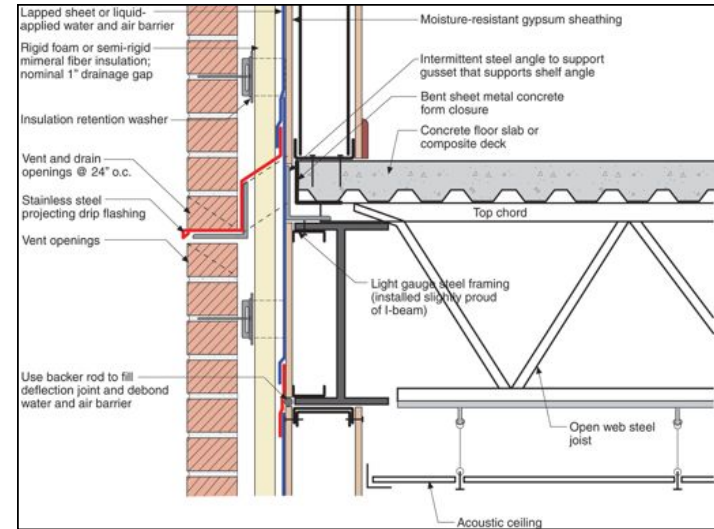 Lapped sheet or liquid-
applied water and air barrier
Rigid foam or semi-rigid
mimeral fiber insulation;
nominal 1" drainage gap
Insulation retention washer
Vent and drain
openings @ 24" o.c.
Stainless steel
projecting drip flashing
Vent openings
Use backer rod to fill
deflection joint and debond
water and air barrier
Moisture-resistant gypsum sheathing
Intermittent steel angle to support
gusset that supports shelf angle
Bent sheet metal concrete
form closure
Concrete floor slab or
composite deck
Top chord
Light gauge steel framing
(installed slightly proud
of I-beam)
Open web steel
joist
Acoustic ceiling